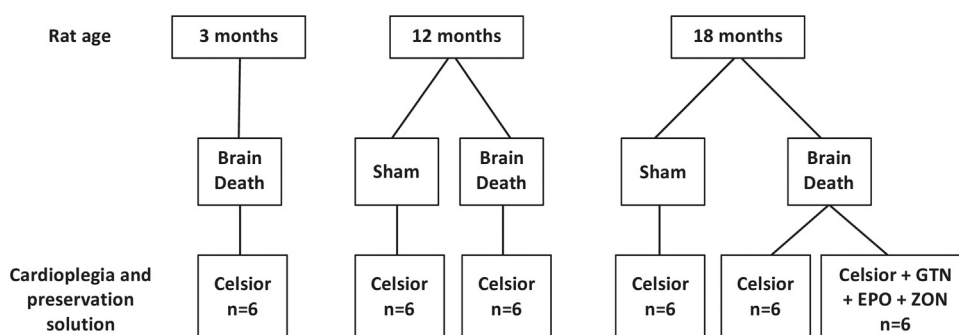 Rat age
3 months
12 months
18 months
Brain
Death
Sham
Brain
Death
Sham
Brain
Death
Cardioplegia and
preservation
solution
Celsior
n=6
Celsior
n=6
Celsior
n=6
Celsior
n=6
Celsior
n=6
Celsior + GTN
+ EPO + ZON
n=6